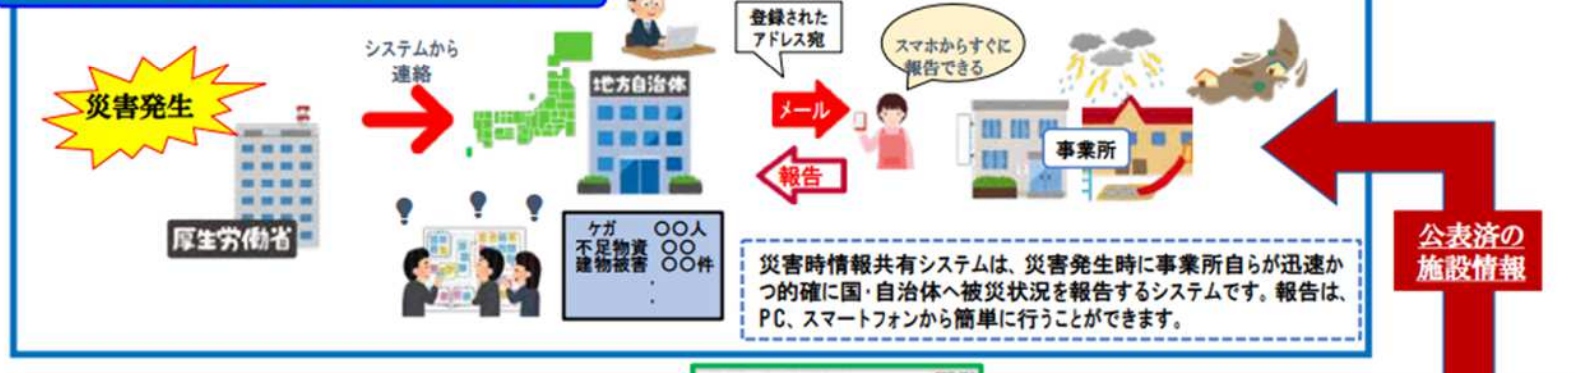 災害発生
厚生労働省
システムから
連絡
地方自治体
登録された
アドレス宛
メール
報告
スマホからすぐに
報告できる
事業所
ケガ 〇〇人
不足物資 〇〇
建物被害 〇〇件
・
・
災害時情報共有システムは、災害発生時に事業所自らが迅速か
つ的確に国・自治体へ被災状況を報告するシステムです。報告は、
PC、スマートフォンから簡単に行うことができます。
公表済の
施設情報